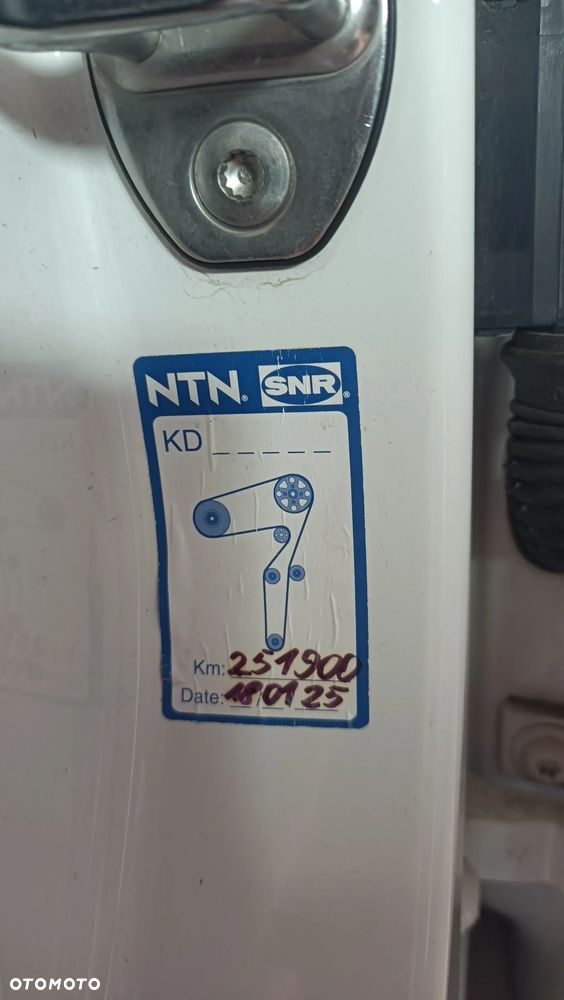 NTN® SNR®
KD _ _ _ _ _
Km: 251900
Date: 18/01/25
OTOMOTO